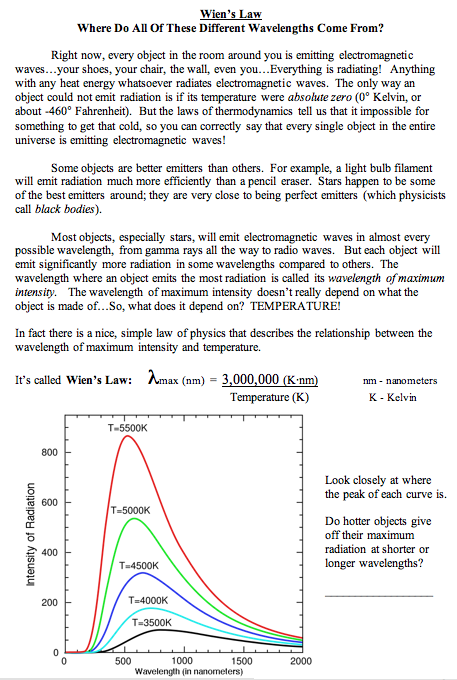 Wien's Law
Where Do All Of These Different Wavelengths Come From?
Right now, every object in the room around you is emitting electromagnetic
waves…your shoes, your chair, the wall, even you…Everything is radiating!  Anything
with any heat energy whatsoever radiates electromagnetic waves.  The only way an
object could not emit radiation is if its temperature were absolute zero (0° Kelvin, or
about -460° Fahrenheit).  But the laws of thermodynamics tell us that it impossible for
something to get that cold, so you can correctly say that every single object in the entire
universe is emitting electromagnetic waves!
Some objects are better emitters than others.  For example, a light bulb filament
will emit radiation much more efficiently than a pencil eraser.  Stars happen to be some
of the best emitters around; they are very close to being perfect emitters (which physicists
call black bodies).
Most objects, especially stars, will emit electromagnetic waves in almost every
possible wavelength, from gamma rays all the way to radio waves.  But each object will
emit significantly more radiation in some wavelengths compared to others.  The
wavelength where an object emits the most radiation is called its wavelength of maximum
intensity.  The wavelength of maximum intensity doesn't really depend on what the
object is made of…So, what does it depend on?  TEMPERATURE!
In fact there is a nice, simple law of physics that describes the relationship between the
wavelength of maximum intensity and temperature.
It's called Wien's Law: λmax (nm) = 3,000,000 (K·nm) nm - nanometers
Temperature (K) K - Kelvin
T=5500K
800
Look closely at where
the peak of each curve is.
600
T=5000K
Do hotter objects give
off their maximum
radiation at shorter or
longer wavelengths?
Intensity of Radiation
400
T=4500K
T=4000K
200
T=3500K
0
0 500 1000 1500 2000
Wavelength (in nanometers)